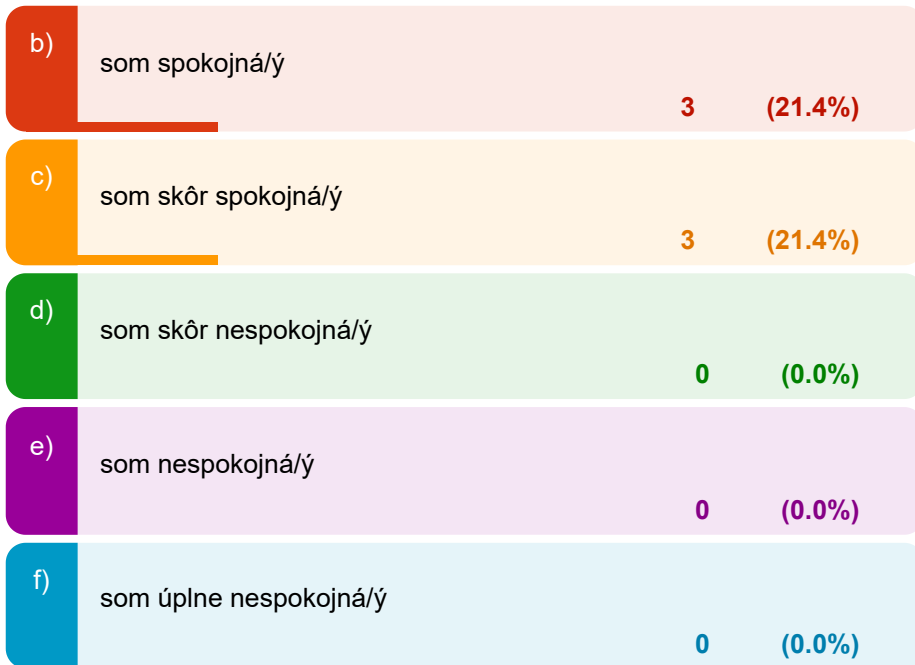 b)
som spokojná/ý
3 (21.4%)
c)
som skôr spokojná/ý
3 (21.4%)
d)
som skôr nespokojná/ý
0 (0.0%)
e)
som nespokojná/ý
0 (0.0%)
f)
som úplne nespokojná/ý
0 (0.0%)